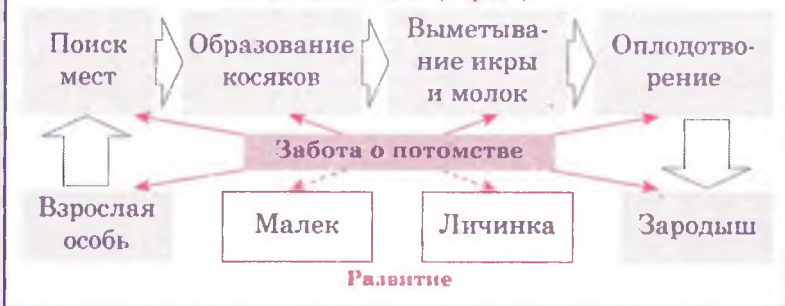 Поиск
мест
Образование
косяков
Выметыва-
ние икры
и молок
Оплодотво-
рение
Забота о потомстве
Взрослая
особь
Малек
Личинка
Зародыш
Развитие